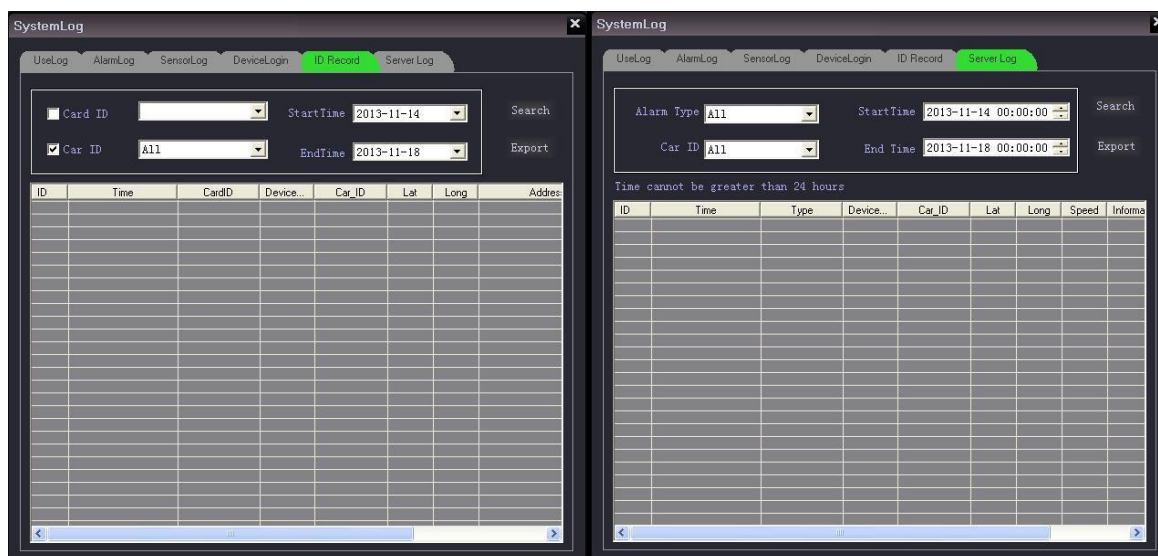 SystemLog
UseLog AlarmLog SensorLog DeviceLogin ID Record Server Log
Card ID StartTime 2013-11-14 Search
Car ID All EndTime 2013-11-18 Export
ID Time CardID Device... Car_ID Lat Long Addres
SystemLog
UseLog AlarmLog SensorLog DeviceLogin ID Record Server Log
Alarm Type All StartTime 2013-11-14 00:00:00 Search
Car ID All End Time 2013-11-18 00:00:00 Export
Time cannot be greater than 24 hours
ID Time Type Device... Car_ID Lat Long Speed Informa